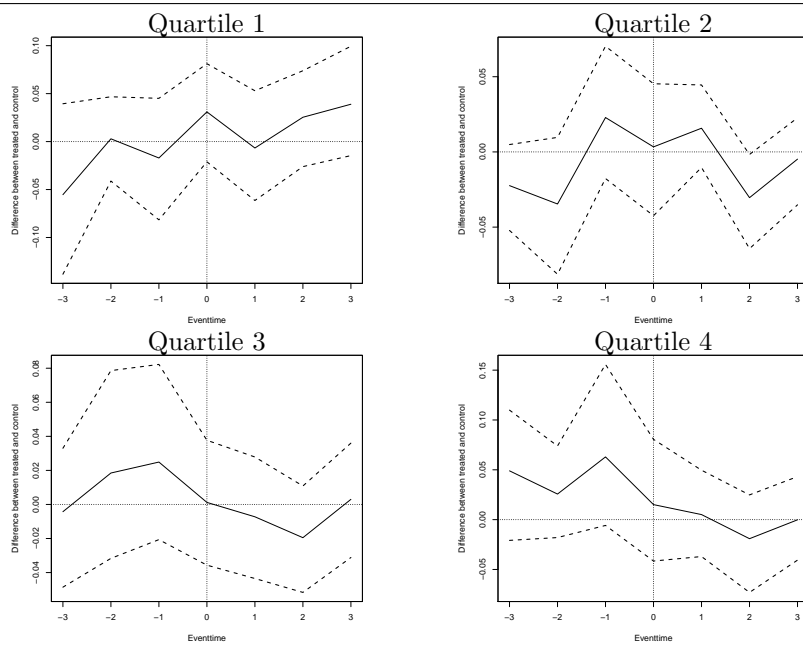 Quartile 1
Difference between treated and control
0.10
0.05
0.00
−0.05
−0.10
−3 −2 −1 0 1 2 3
Eventtime
Quartile 2
Difference between treated and control
0.05
0.00
−0.05
−3 −2 −1 0 1 2 3
Eventtime
Quartile 3
Difference between treated and control
0.08
0.06
0.04
0.02
0.00
−0.02
−0.04
−3 −2 −1 0 1 2 3
Eventtime
Quartile 4
Difference between treated and control
0.15
0.10
0.05
0.00
−0.05
−3 −2 −1 0 1 2 3
Eventtime